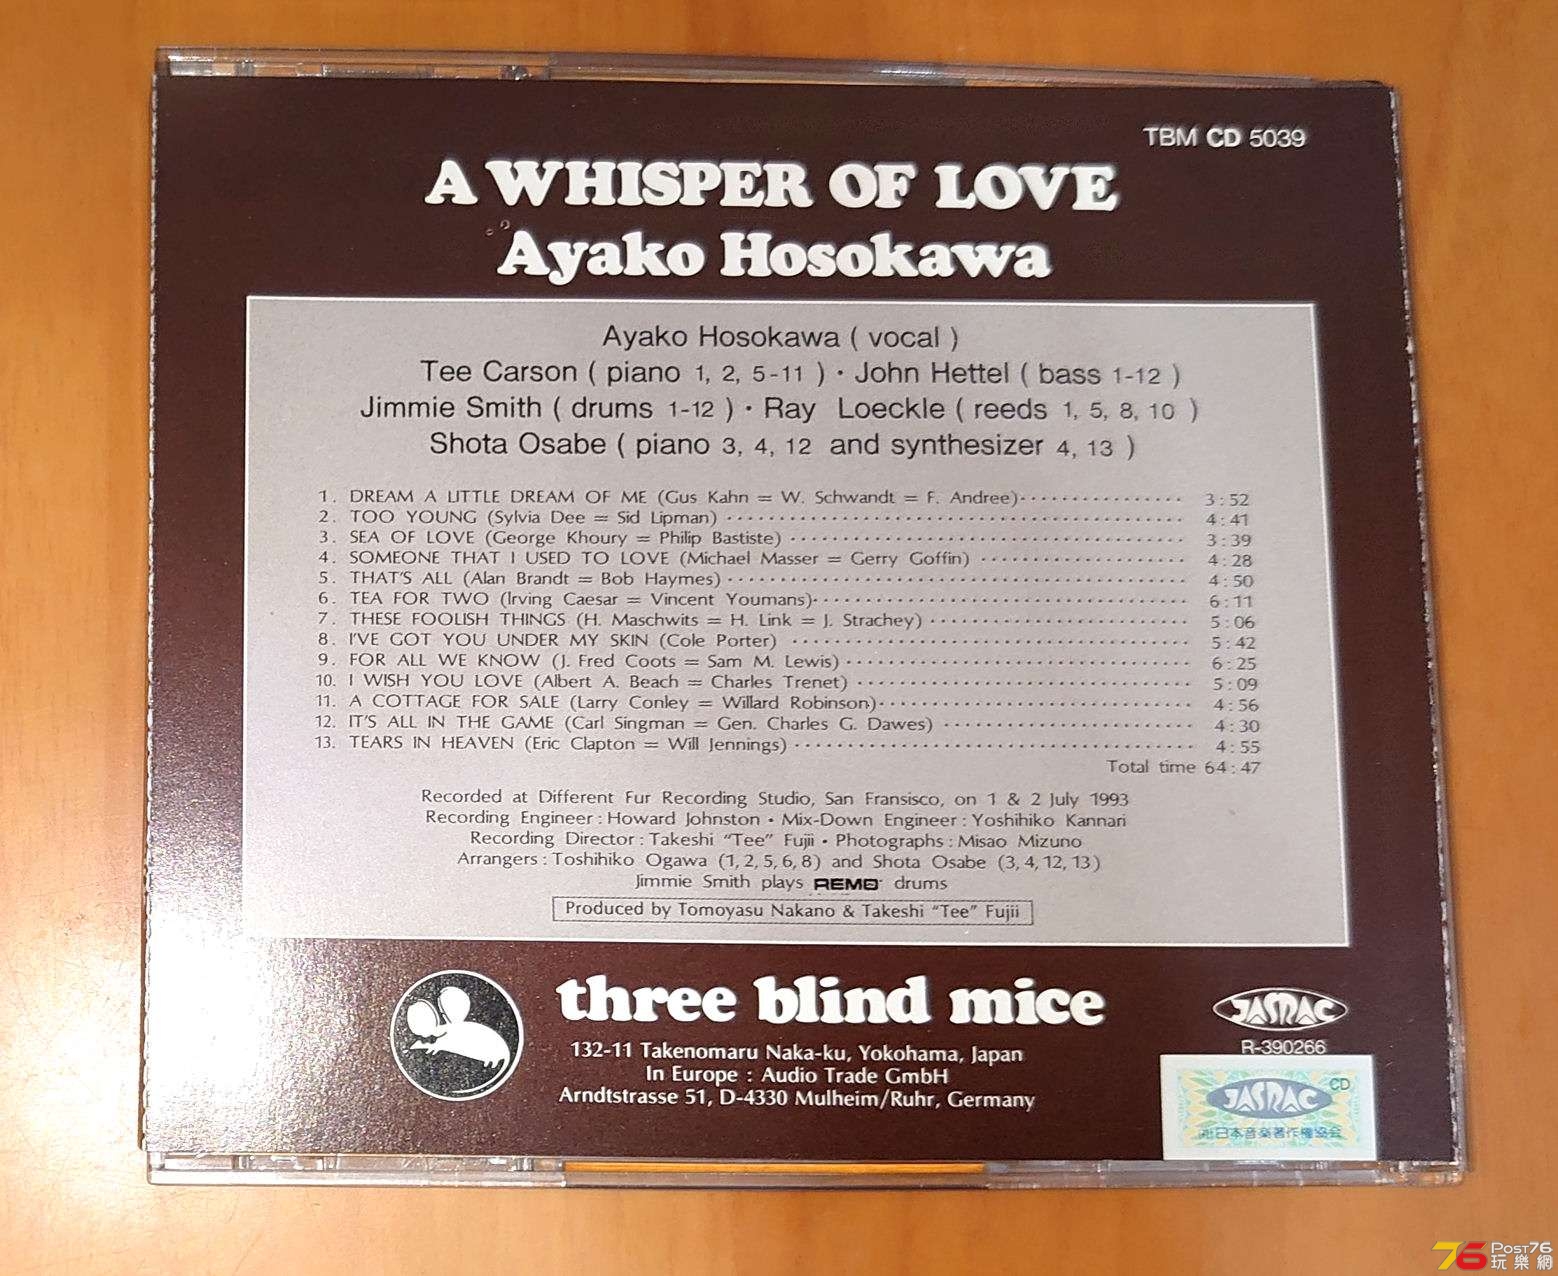 TBM CD 5039
A WHISPER OF LOVE
Ayako Hosokawa
Ayako Hosokawa ( vocal )
Tee Carson ( piano 1, 2, 5-11 ) · John Hettel ( bass 1-12 )
Jimmie Smith ( drums 1-12 ) · Ray Loeckle ( reeds 1, 5, 8, 10 )
Shota Osabe ( piano 3, 4, 12 and synthesizer 4, 13 )
1. DREAM A LITTLE DREAM OF ME (Gus Kahn = W. Schwandt = F. Andree) 3:52
2. TOO YOUNG (Sylvia Dee = Sid Lipman) 4:41
3. SEA OF LOVE (George Khoury = Philip Bastiste) 3:39
4. SOMEONE THAT I USED TO LOVE (Michael Masser = Gerry Goffin) 4:28
5. THAT'S ALL (Alan Brandt = Bob Haymes) 4:50
6. TEA FOR TWO (Irving Caesar = Vincent Youmans) 6:11
7. THESE FOOLISH THINGS (H. Maschwits = H. Link = J. Strachey) 5:06
8. I'VE GOT YOU UNDER MY SKIN (Cole Porter) 5:42
9. FOR ALL WE KNOW (J. Fred Coots = Sam M. Lewis) 6:25
10. I WISH YOU LOVE (Albert A. Beach = Charles Trenet) 5:09
11. A COTTAGE FOR SALE (Larry Conley = Willard Robinson) 4:56
12. IT'S ALL IN THE GAME (Carl Singman = Gen. Charles G. Dawes) 4:30
13. TEARS IN HEAVEN (Eric Clapton = Will Jennings) 4:55
Total time 64:47
Recorded at Different Fur Recording Studio, San Fransisco, on 1 & 2 July 1993
Recording Engineer : Howard Johnston • Mix-Down Engineer : Yoshihiko Kannari
Recording Director : Takeshi "Tee" Fujii • Photographs : Misao Mizuno
Arrangers : Toshihiko Ogawa (1, 2, 5, 6, 8) and Shota Osabe (3, 4, 12, 13)
Jimmie Smith plays REMO drums
Produced by Tomoyasu Nakano & Takeshi "Tee" Fujii
three blind mice
132-11 Takenomaru Naka-ku, Yokohama, Japan
In Europe : Audio Trade GmbH
Arndtstrasse 51, D-4330 Mulheim/Ruhr, Germany
JASRAC
R-390266
CD
JASRAC
㈳日本音楽著作権協会
76 POST76
玩樂網